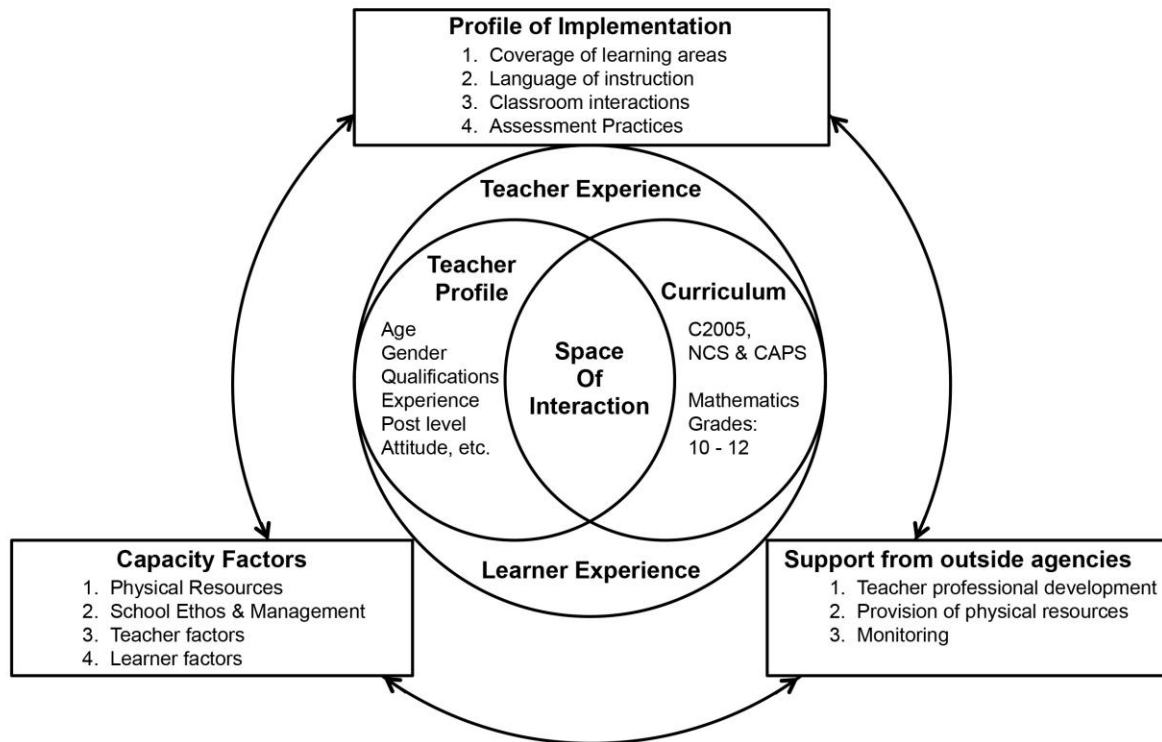 Profile of Implementation
1. Coverage of learning areas
2. Language of instruction
3. Classroom interactions
4. Assessment Practices
Teacher Experience
Teacher
Profile
Age
Gender
Qualifications
Experience
Post level
Attitude, etc.
Space
Of
Interaction
Curriculum
C2005,
NCS & CAPS
Mathematics
Grades:
10 - 12
Learner Experience
Capacity Factors
1. Physical Resources
2. School Ethos & Management
3. Teacher factors
4. Learner factors
Support from outside agencies
1. Teacher professional development
2. Provision of physical resources
3. Monitoring